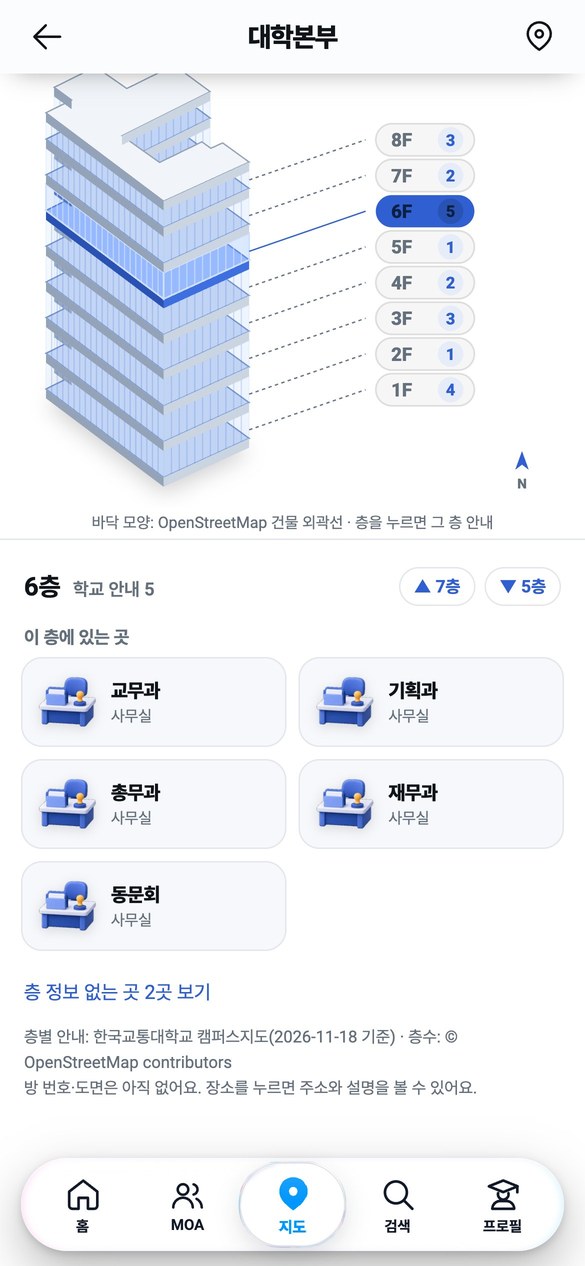 대학본부
8F 3
7F 2
6F 5
5F 1
4F 2
3F 3
2F 1
1F 4
N
바닥 모양: OpenStreetMap 건물 외곽선 · 층을 누르면 그 층 안내
6층 학교 안내 5
▲ 7층 ▼ 5층
이 층에 있는 곳
교무과
사무실
기획과
사무실
총무과
사무실
재무과
사무실
동문회
사무실
층 정보 없는 곳 2곳 보기
층별 안내: 한국교통대학교 캠퍼스지도(2026-11-18 기준) · 층수: ©
OpenStreetMap contributors
방 번호·도면은 아직 없어요. 장소를 누르면 주소와 설명을 볼 수 있어요.
홈 MOA 지도 검색 프로필